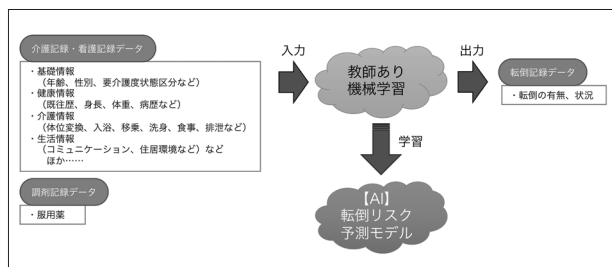 介護記録・看護記録データ
・基礎情報
（年齢、性別、要介護度状態区分など）
・健康情報
（既往歴、身長、体重、病歴など）
・介護情報
（体位変換、入浴、移乗、洗身、食事、排泄など）
・生活情報
（コミュニケーション、住居環境など）など
ほか……
調剤記録データ
・服用薬
入力
教師あり
機械学習
学習
【AI】
転倒リスク
予測モデル
出力
転倒記録データ
・転倒の有無、状況